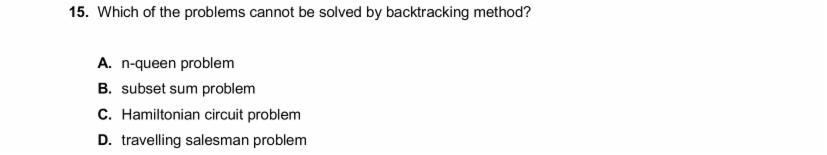 15. Which of the problems cannot be solved by backtracking method?
A. n-queen problem
B. subset sum problem
C. Hamiltonian circuit problem
D. travelling salesman problem